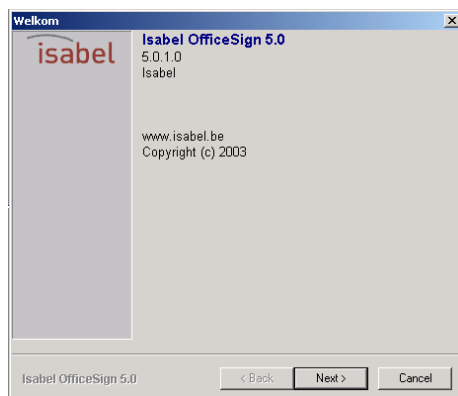 Welkom
isabel
Isabel OfficeSign 5.0
5.0.1.0
Isabel
www.isabel.be
Copyright (c) 2003
Isabel OfficeSign 5.0
< Back
Next >
Cancel